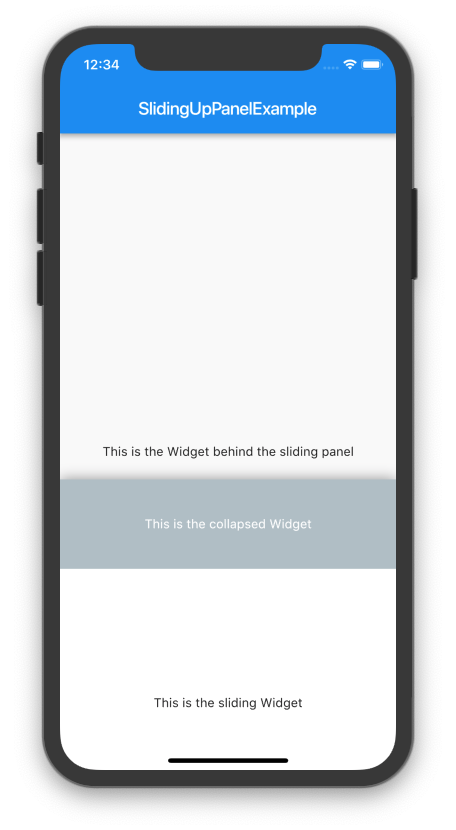 12:34
SlidingUpPanelExample
This is the Widget behind the sliding panel
This is the collapsed Widget
This is the sliding Widget